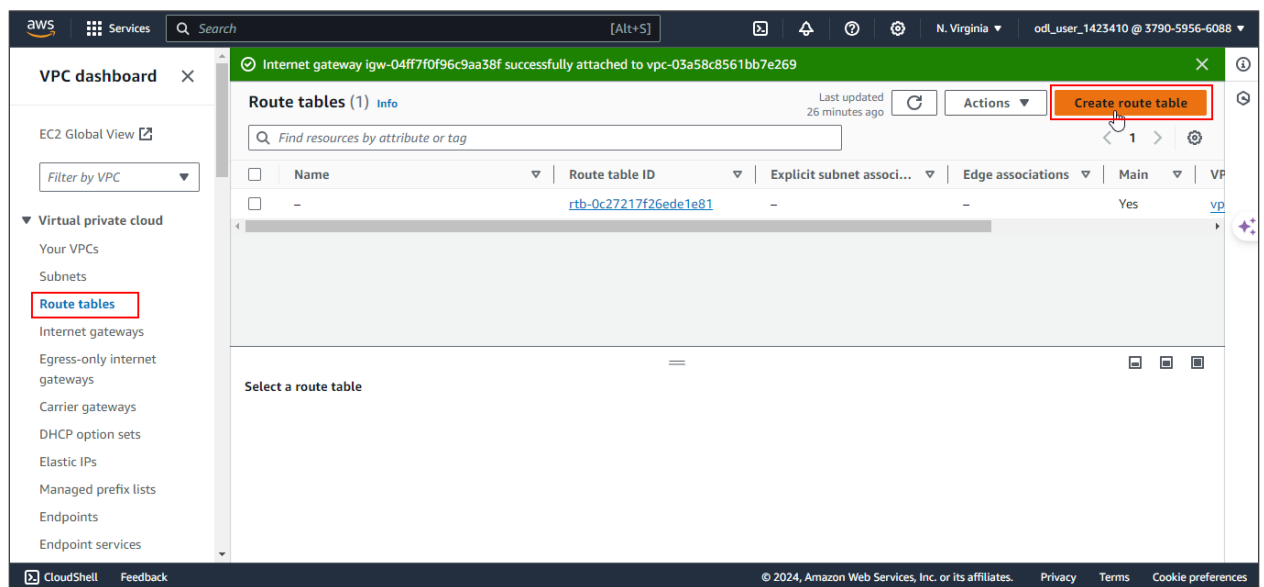 aws
Services
Search
[Alt+S]
N. Virginia ▼
odl_user_1423410 @ 3790-5956-6088 ▼
VPC dashboard
EC2 Global View
Filter by VPC
Virtual private cloud
Your VPCs
Subnets
Route tables
Internet gateways
Egress-only internet
gateways
Carrier gateways
DHCP option sets
Elastic IPs
Managed prefix lists
Endpoints
Endpoint services
Internet gateway igw-04ff7f0f96c9aa38f successfully attached to vpc-03a58c8561bb7e269
Route tables (1) Info
Last updated
26 minutes ago
Actions ▼
Create route table
Find resources by attribute or tag
1
Name
Route table ID
Explicit subnet associ...
Edge associations
Main
VP
–
rtb-0c27217f26ede1e81
–
–
Yes
vp
Select a route table
CloudShell
Feedback
© 2024, Amazon Web Services, Inc. or its affiliates.
Privacy
Terms
Cookie preferences